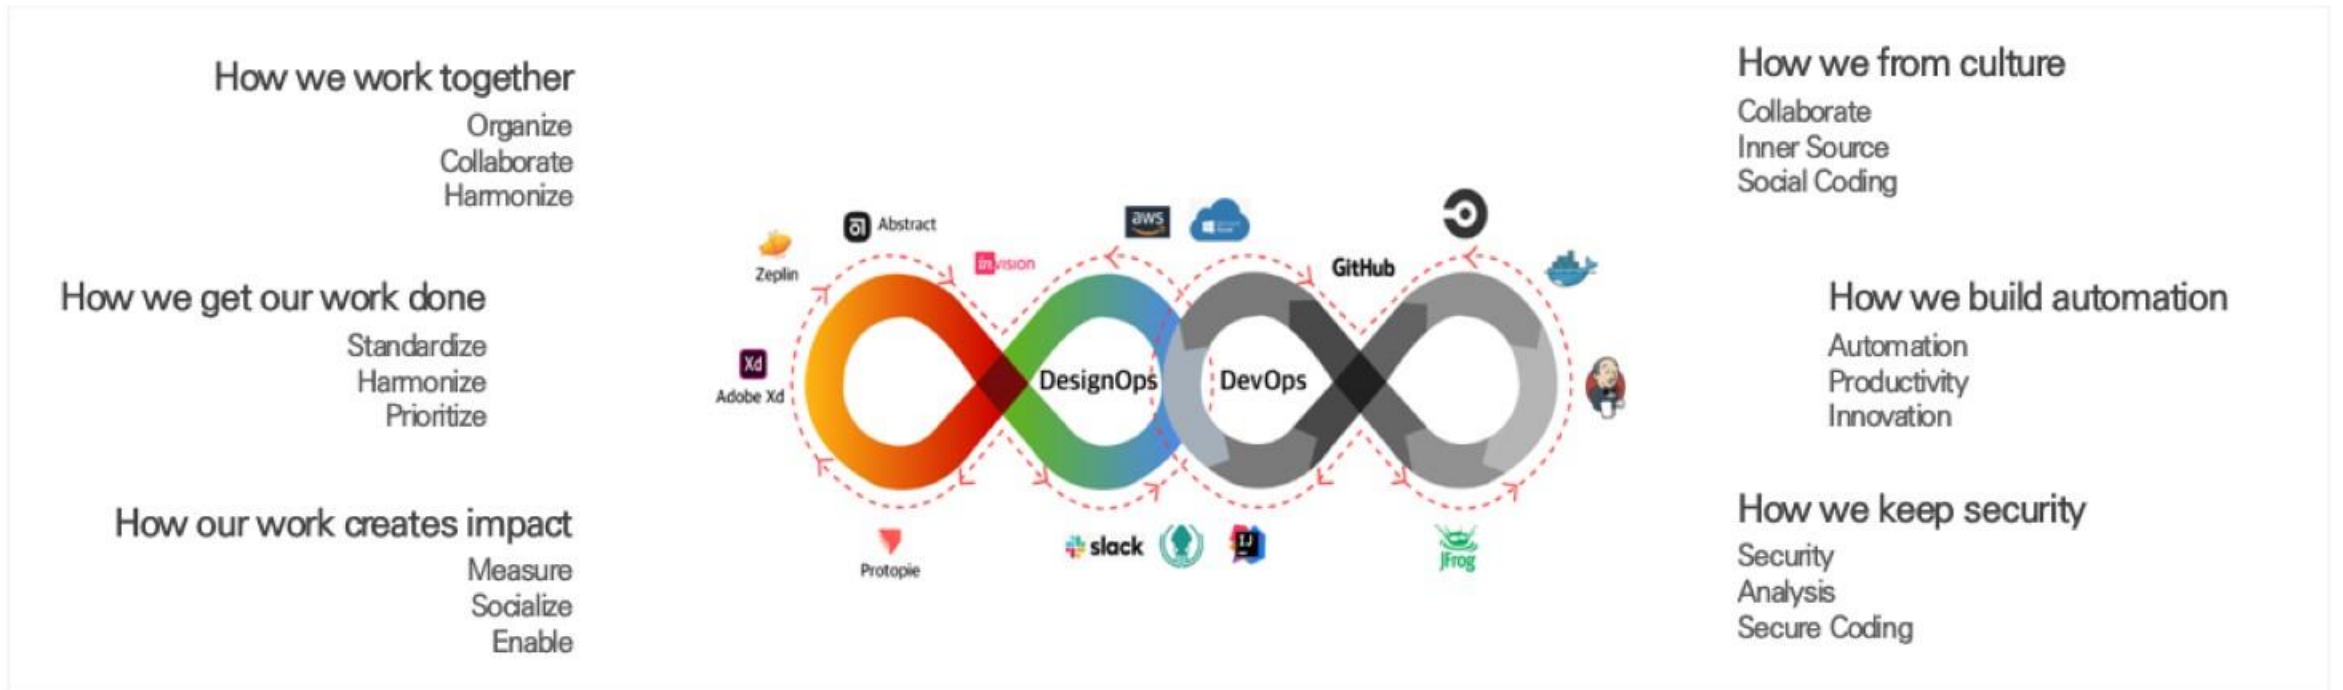 How we work together
Organize
Collaborate
Harmonize
How we get our work done
Standardize
Harmonize
Prioritize
How our work creates impact
Measure
Socialize
Enable
Zeplin
Abstract
invision
aws
GitHub
Xd
Adobe Xd
DesignOps
DevOps
Protopie
slack
IJ
JFrog
How we from culture
Collaborate
Inner Source
Social Coding
How we build automation
Automation
Productivity
Innovation
How we keep security
Security
Analysis
Secure Coding